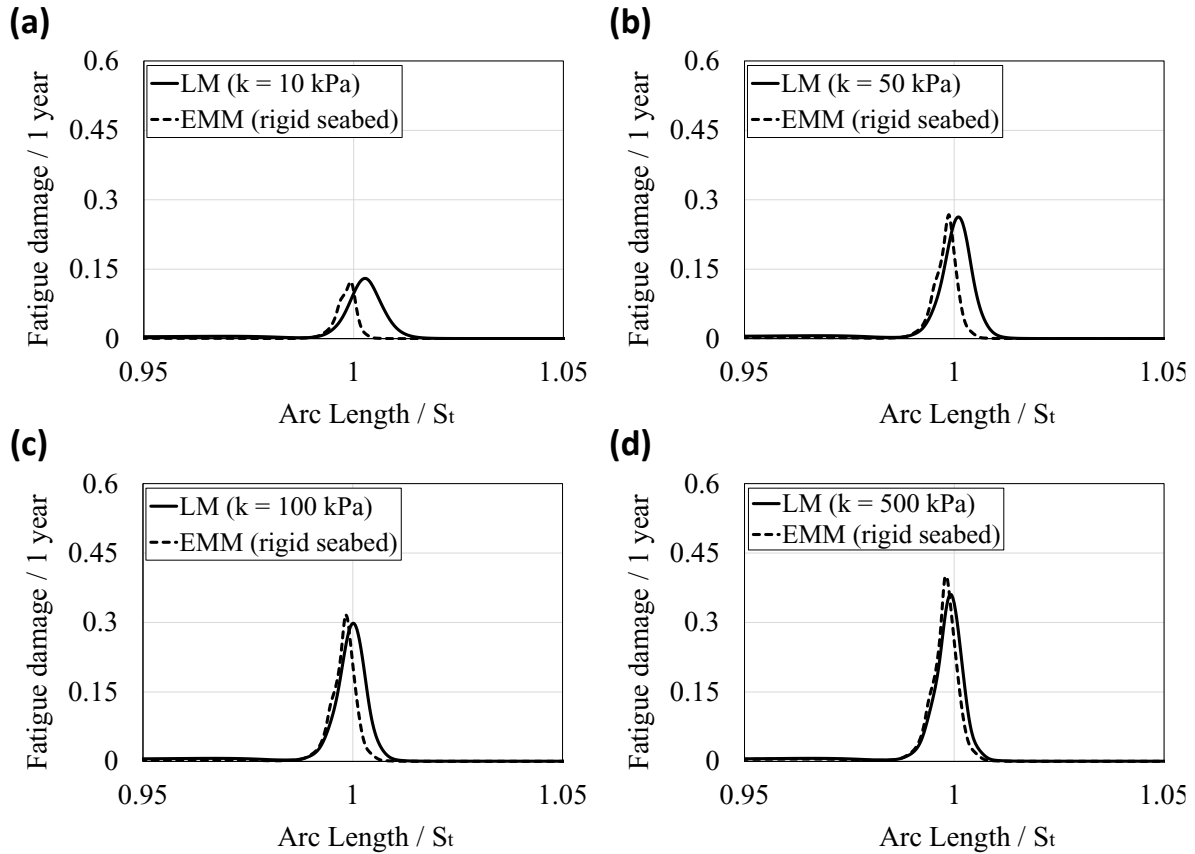 (a)
Fatigue damage / 1 year
0.6
0.45
0.3
0.15
0
LM (k = 10 kPa)
EMM (rigid seabed)
0.95
1
1.05
Arc Length / St
(b)
Fatigue damage / 1 year
0.6
0.45
0.3
0.15
0
LM (k = 50 kPa)
EMM (rigid seabed)
0.95
1
1.05
Arc Length / St
(c)
Fatigue damage / 1 year
0.6
0.45
0.3
0.15
0
LM (k = 100 kPa)
EMM (rigid seabed)
0.95
1
1.05
Arc Length / St
(d)
Fatigue damage / 1 year
0.6
0.45
0.3
0.15
0
LM (k = 500 kPa)
EMM (rigid seabed)
0.95
1
1.05
Arc Length / St